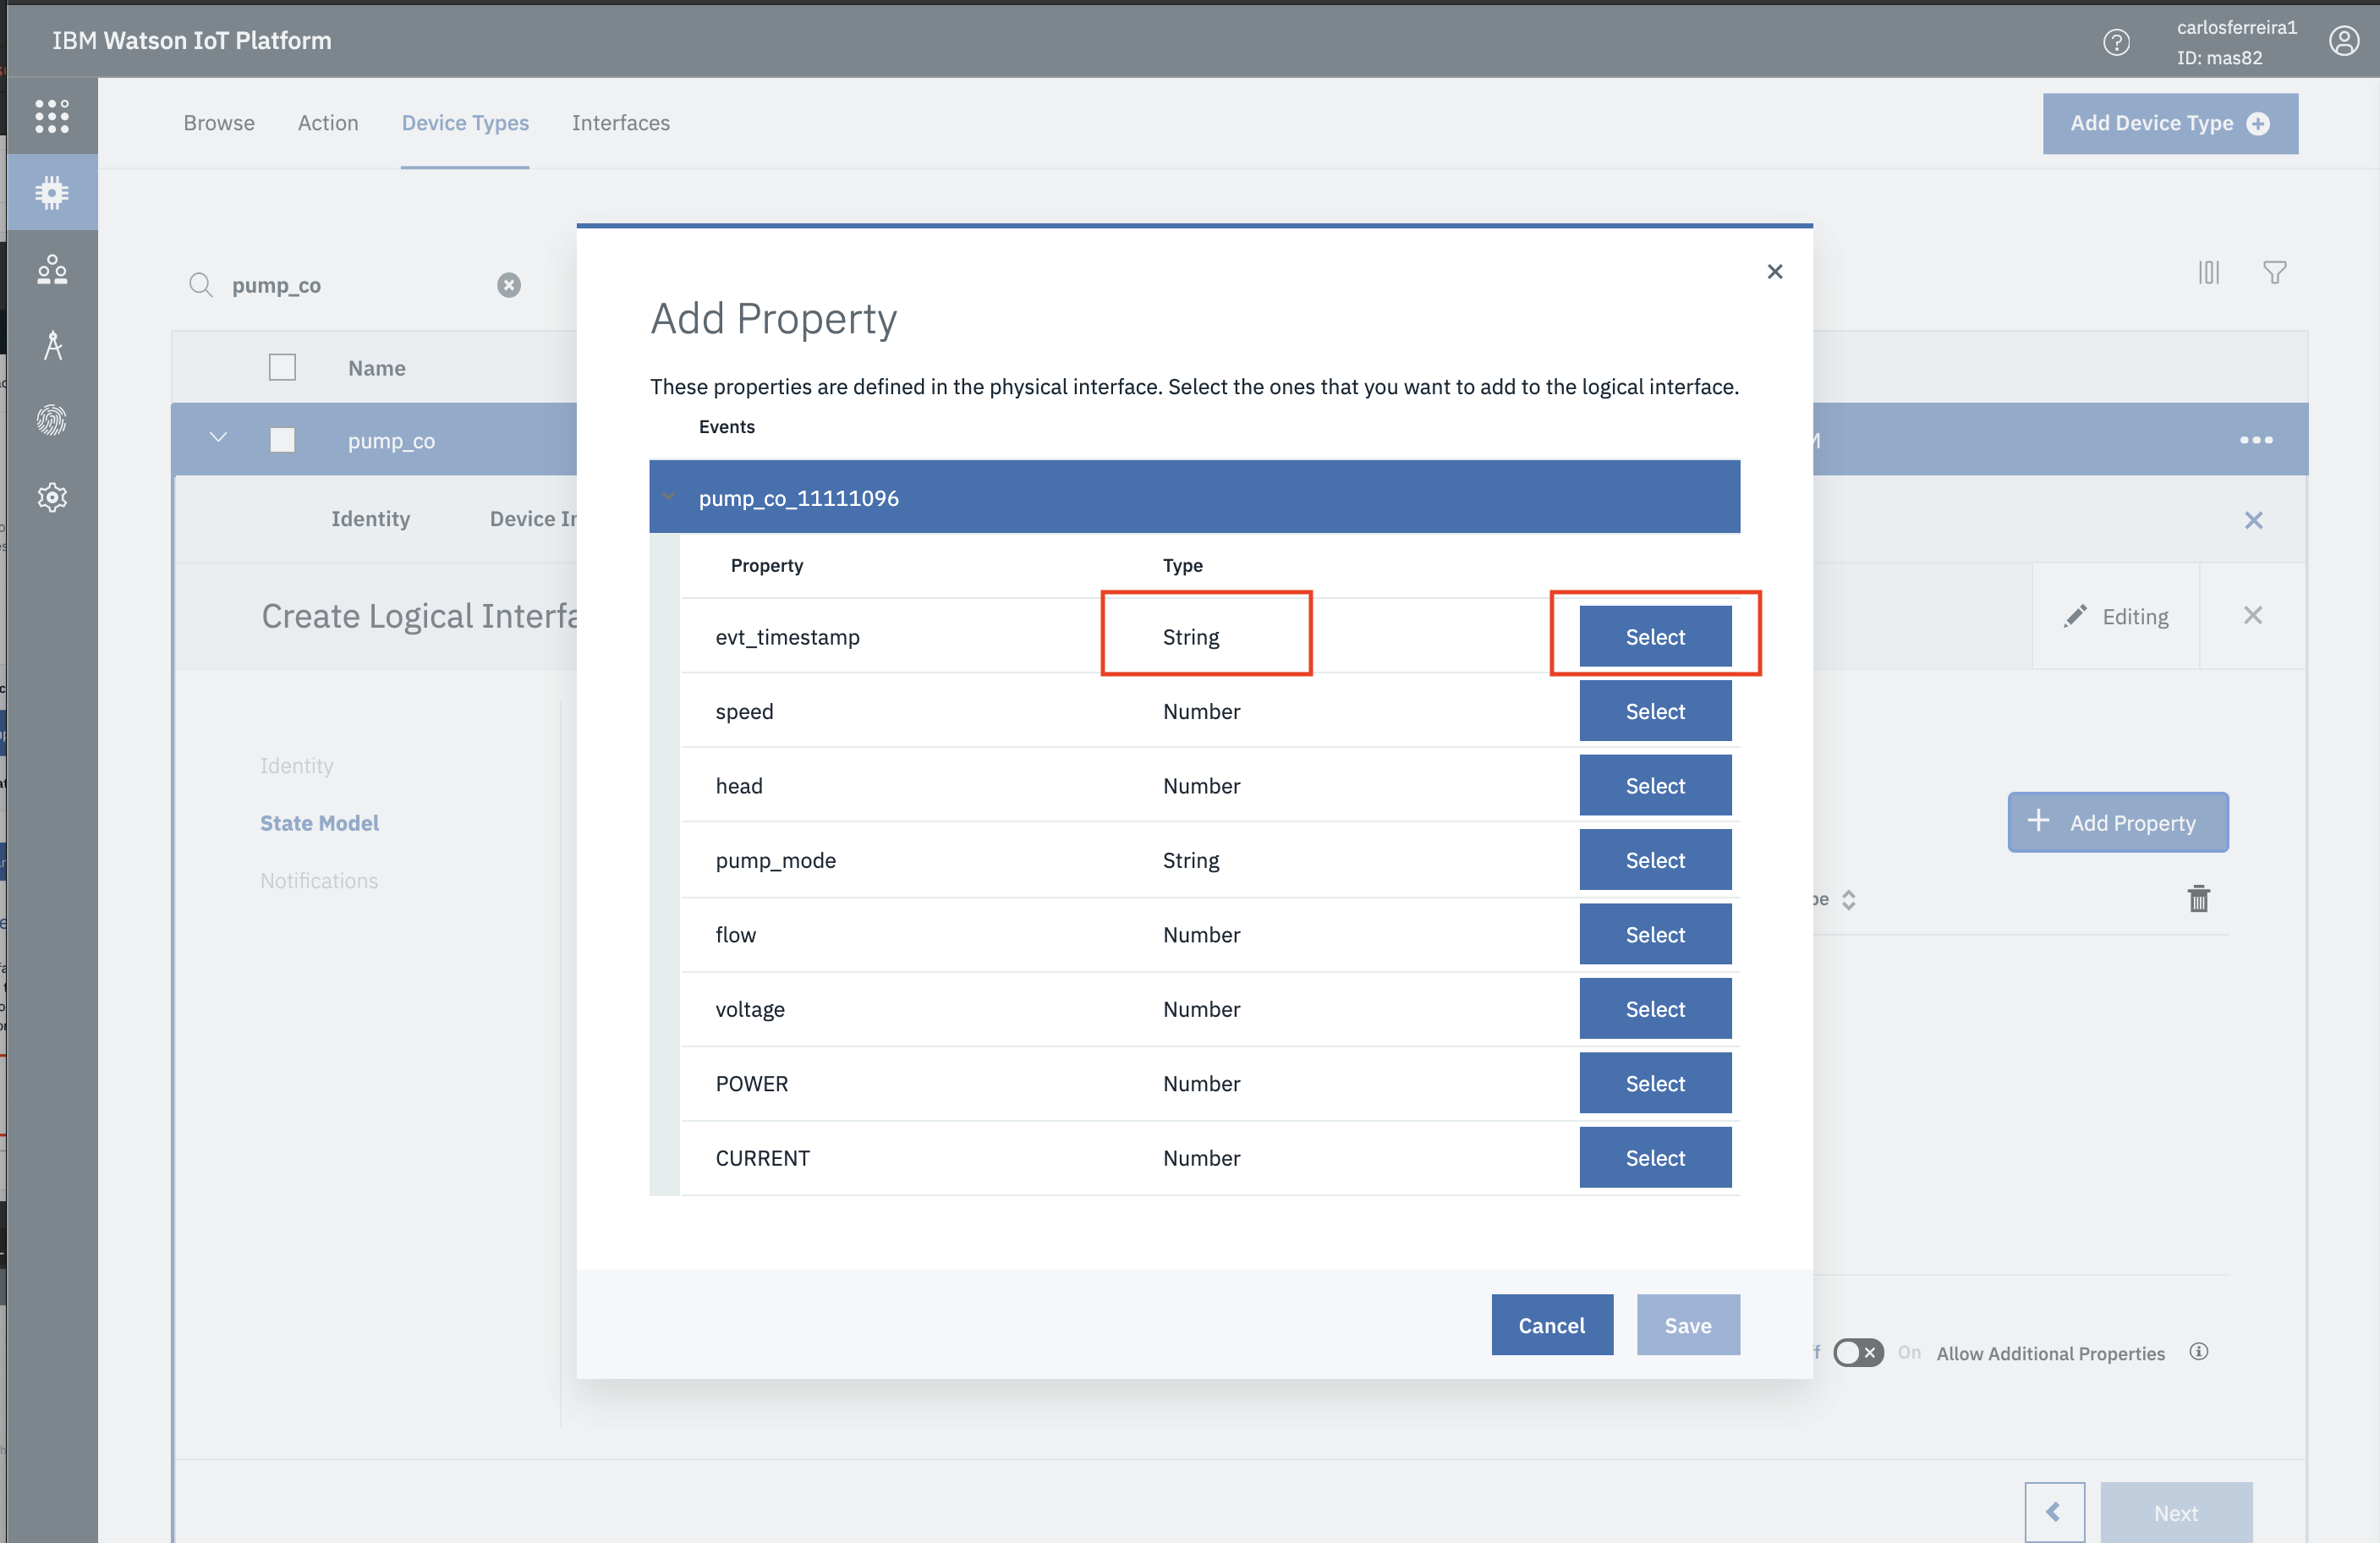 IBM Watson IoT Platform
carlosferreira1
ID: mas82
Browse Action Device Types Interfaces
Add Device Type
pump_co
Name
pump_co
Identity Device In
Create Logical Interfa
Editing
Identity
State Model
Notifications
Add Property
These properties are defined in the physical interface. Select the ones that you want to add to the logical interface.
Events
pump_co_11111096
Property Type
evt_timestamp String Select
speed Number Select
head Number Select
pump_mode String Select
flow Number Select
voltage Number Select
POWER Number Select
CURRENT Number Select
Cancel Save
Add Property
On Allow Additional Properties
Next